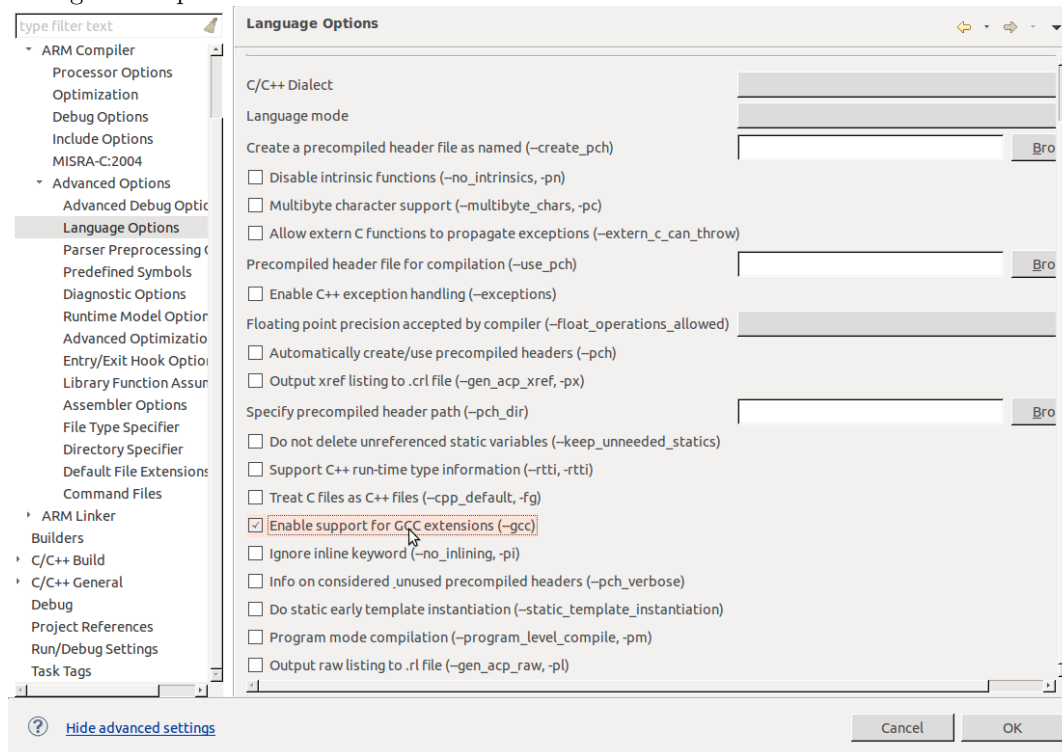 type filter text
ARM Compiler
Processor Options
Optimization
Debug Options
Include Options
MISRA-C:2004
Advanced Options
Advanced Debug Optic
Language Options
Parser Preprocessing
Predefined Symbols
Diagnostic Options
Runtime Model Option
Advanced Optimizatio
Entry/Exit Hook Option
Library Function Assum
Assembler Options
File Type Specifier
Directory Specifier
Default File Extensions
Command Files
ARM Linker
Builders
C/C++ Build
C/C++ General
Debug
Project References
Run/Debug Settings
Task Tags
Language Options
C/C++ Dialect
Language mode
Create a precompiled header file as named (--create_pch)
Bro
Disable intrinsic functions (--no_intrinsics, -pn)
Multibyte character support (--multibyte_chars, -pc)
Allow extern C functions to propagate exceptions (--extern_c_can_throw)
Precompiled header file for compilation (--use_pch)
Bro
Enable C++ exception handling (--exceptions)
Floating point precision accepted by compiler (--float_operations_allowed)
Automatically create/use precompiled headers (--pch)
Output xref listing to .crl file (--gen_acp_xref, -px)
Specify precompiled header path (--pch_dir)
Bro
Do not delete unreferenced static variables (--keep_unneeded_statics)
Support C++ run-time type information (--rtti, -rtti)
Treat C files as C++ files (--cpp_default, -fg)
Enable support for GCC extensions (--gcc)
Ignore inline keyword (--no_inlining, -pi)
Info on considered_unused precompiled headers (--pch_verbose)
Do static early template instantiation (--static_template_instantiation)
Program mode compilation (--program_level_compile, -pm)
Output raw listing to .rl file (--gen_acp_raw, -pl)
Hide advanced settings
Cancel
OK